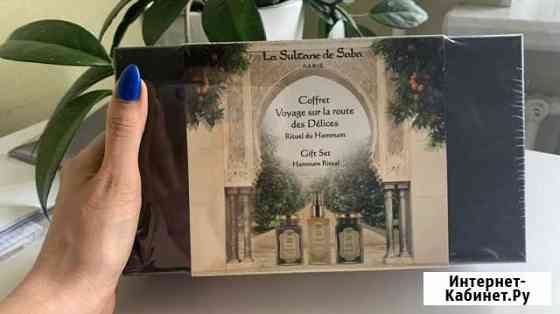 La Sultane de Saba
PARIS
Coffret
Voyage sur la route
des Délices
Rituel du Hammam
Gift Set
Hammam Ritual
Интернет-
Кабинет.Ру